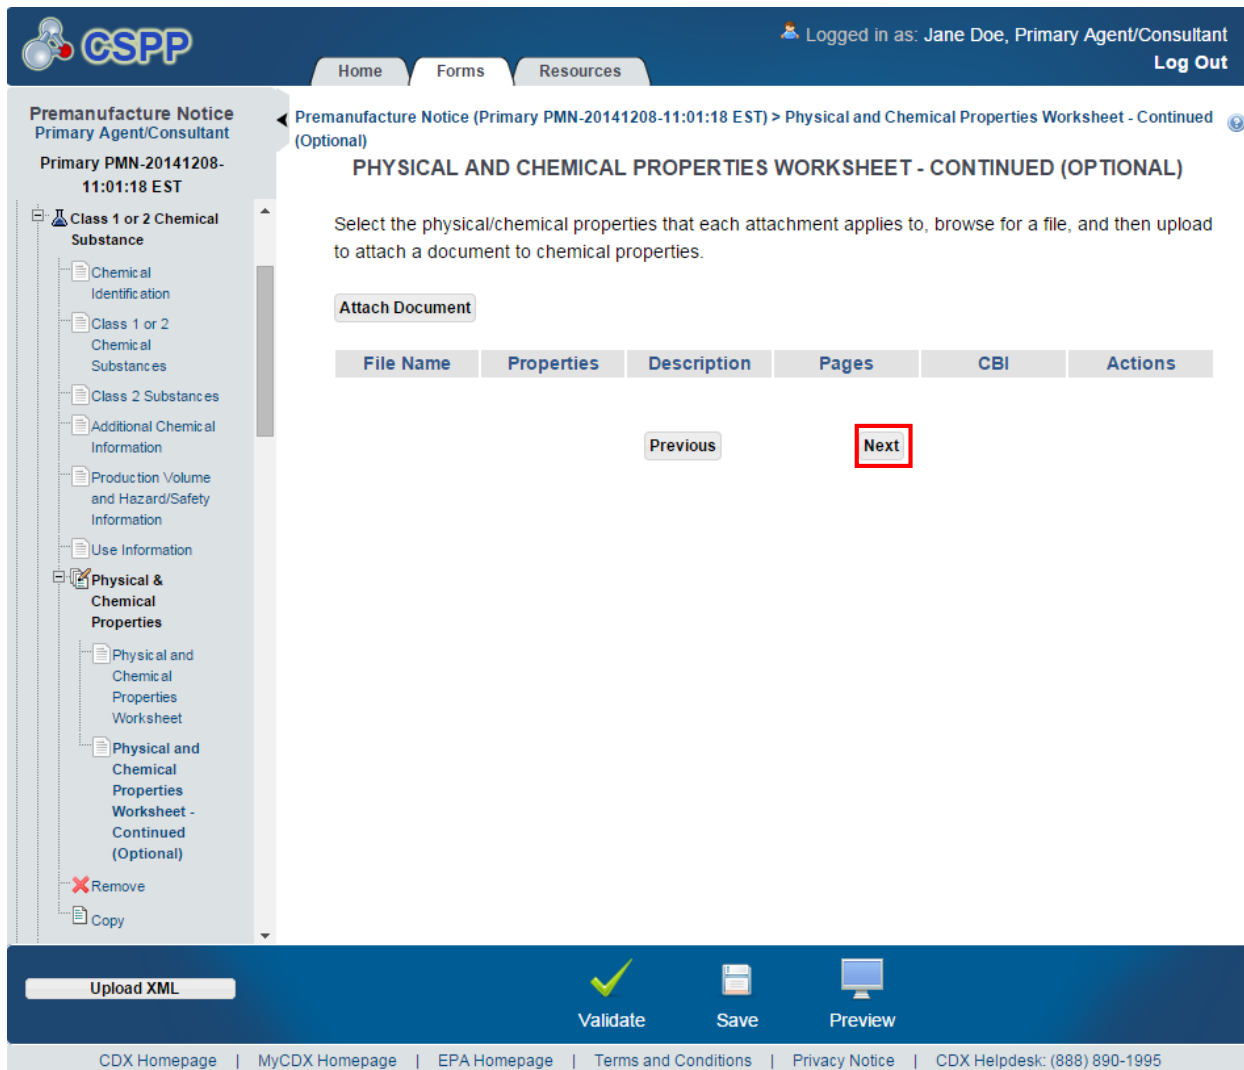 CSPP
Logged in as: Jane Doe, Primary Agent/Consultant
Log Out
Home
Forms
Resources
Premanufacture Notice
Primary Agent/Consultant
Primary PMN-20141208-
11:01:18 EST
Class 1 or 2 Chemical
Substance
Chemical
Identification
Class 1 or 2
Chemical
Substances
Class 2 Substances
Additional Chemical
Information
Production Volume
and Hazard/Safety
Information
Use Information
Physical &
Chemical
Properties
Physical and
Chemical
Properties
Worksheet
Physical and
Chemical
Properties
Worksheet -
Continued
(Optional)
Remove
Copy
Premanufacture Notice (Primary PMN-20141208-11:01:18 EST) > Physical and Chemical Properties Worksheet - Continued
(Optional)
PHYSICAL AND CHEMICAL PROPERTIES WORKSHEET - CONTINUED (OPTIONAL)
Select the physical/chemical properties that each attachment applies to, browse for a file, and then upload
to attach a document to chemical properties.
Attach Document
File Name Properties Description Pages CBI Actions
Previous Next
Upload XML
Validate Save Preview
CDX Homepage | MyCDX Homepage | EPA Homepage | Terms and Conditions | Privacy Notice | CDX Helpdesk: (888) 890-1995